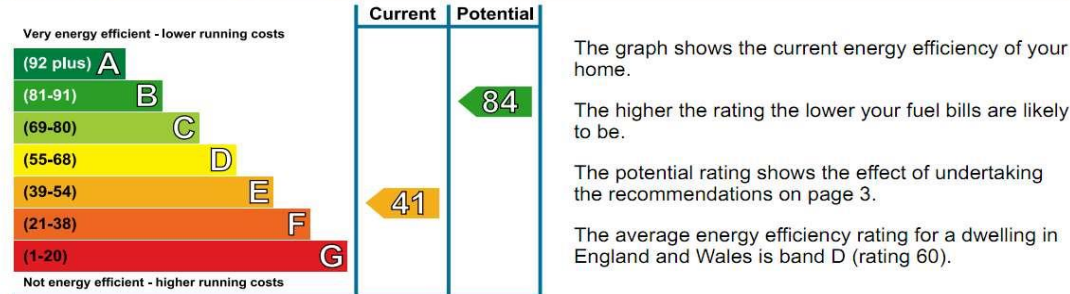 Current Potential
Very energy efficient - lower running costs
(92 plus) A
(81-91) B
84
(69-80) C
(55-68) D
(39-54) E
41
(21-38) F
(1-20) G
Not energy efficient - higher running costs
The graph shows the current energy efficiency of your
home.
The higher the rating the lower your fuel bills are likely
to be.
The potential rating shows the effect of undertaking
the recommendations on page 3.
The average energy efficiency rating for a dwelling in
England and Wales is band D (rating 60).